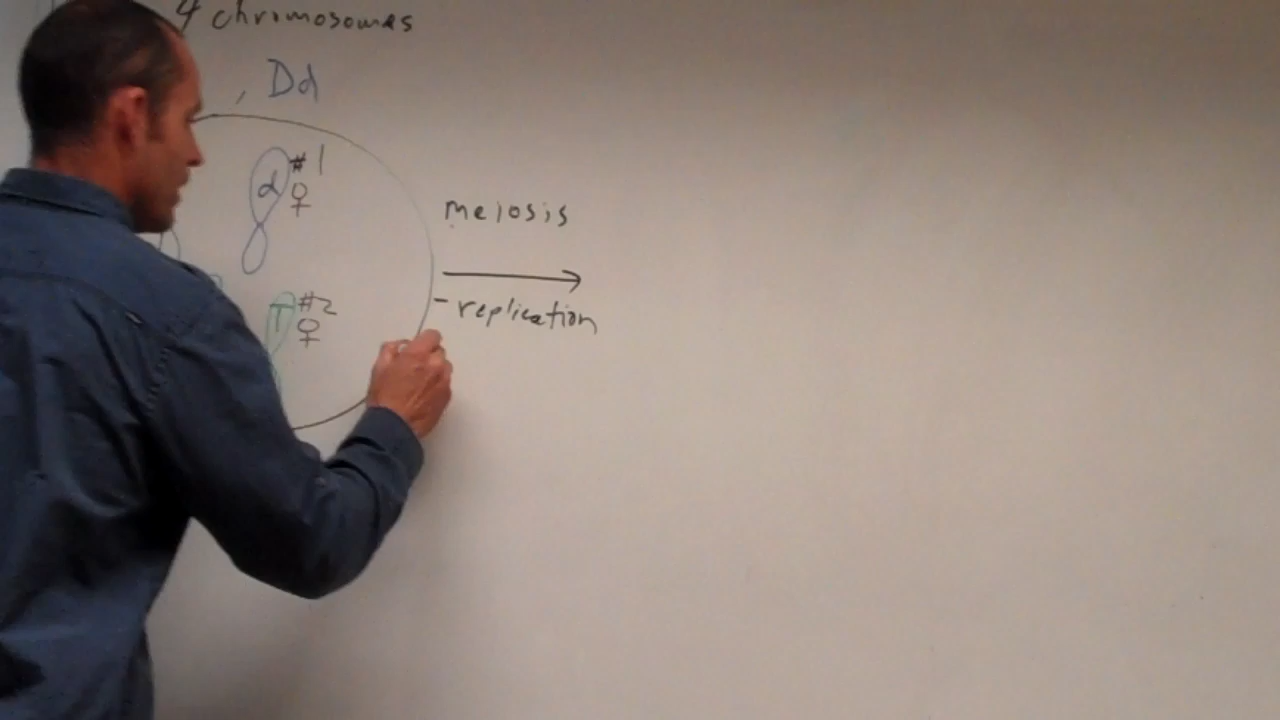 4 chromosomes
, Dd
#1
d
♀
meiosis
#2
T
♀
- replication